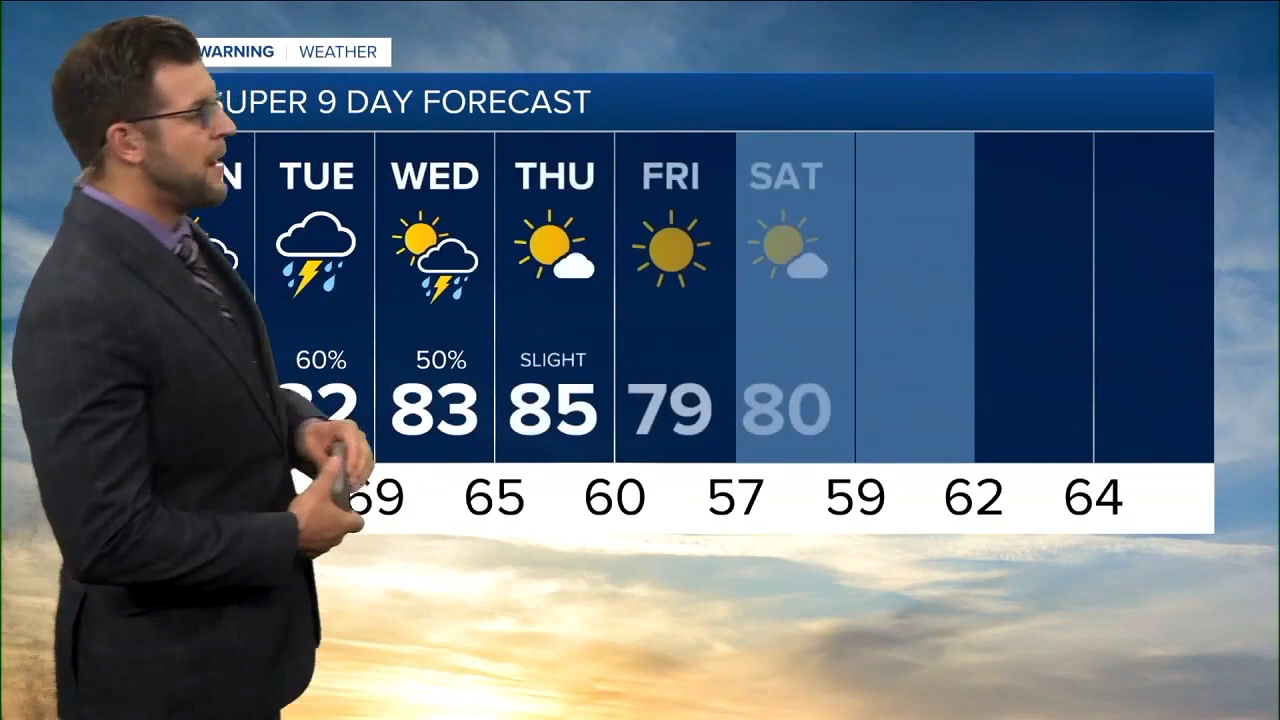 WARNING | WEATHER
SUPER 9 DAY FORECAST
TUE WED THU FRI SAT
60% 50% SLIGHT
83 85 79 80
69 65 60 57 59 62 64